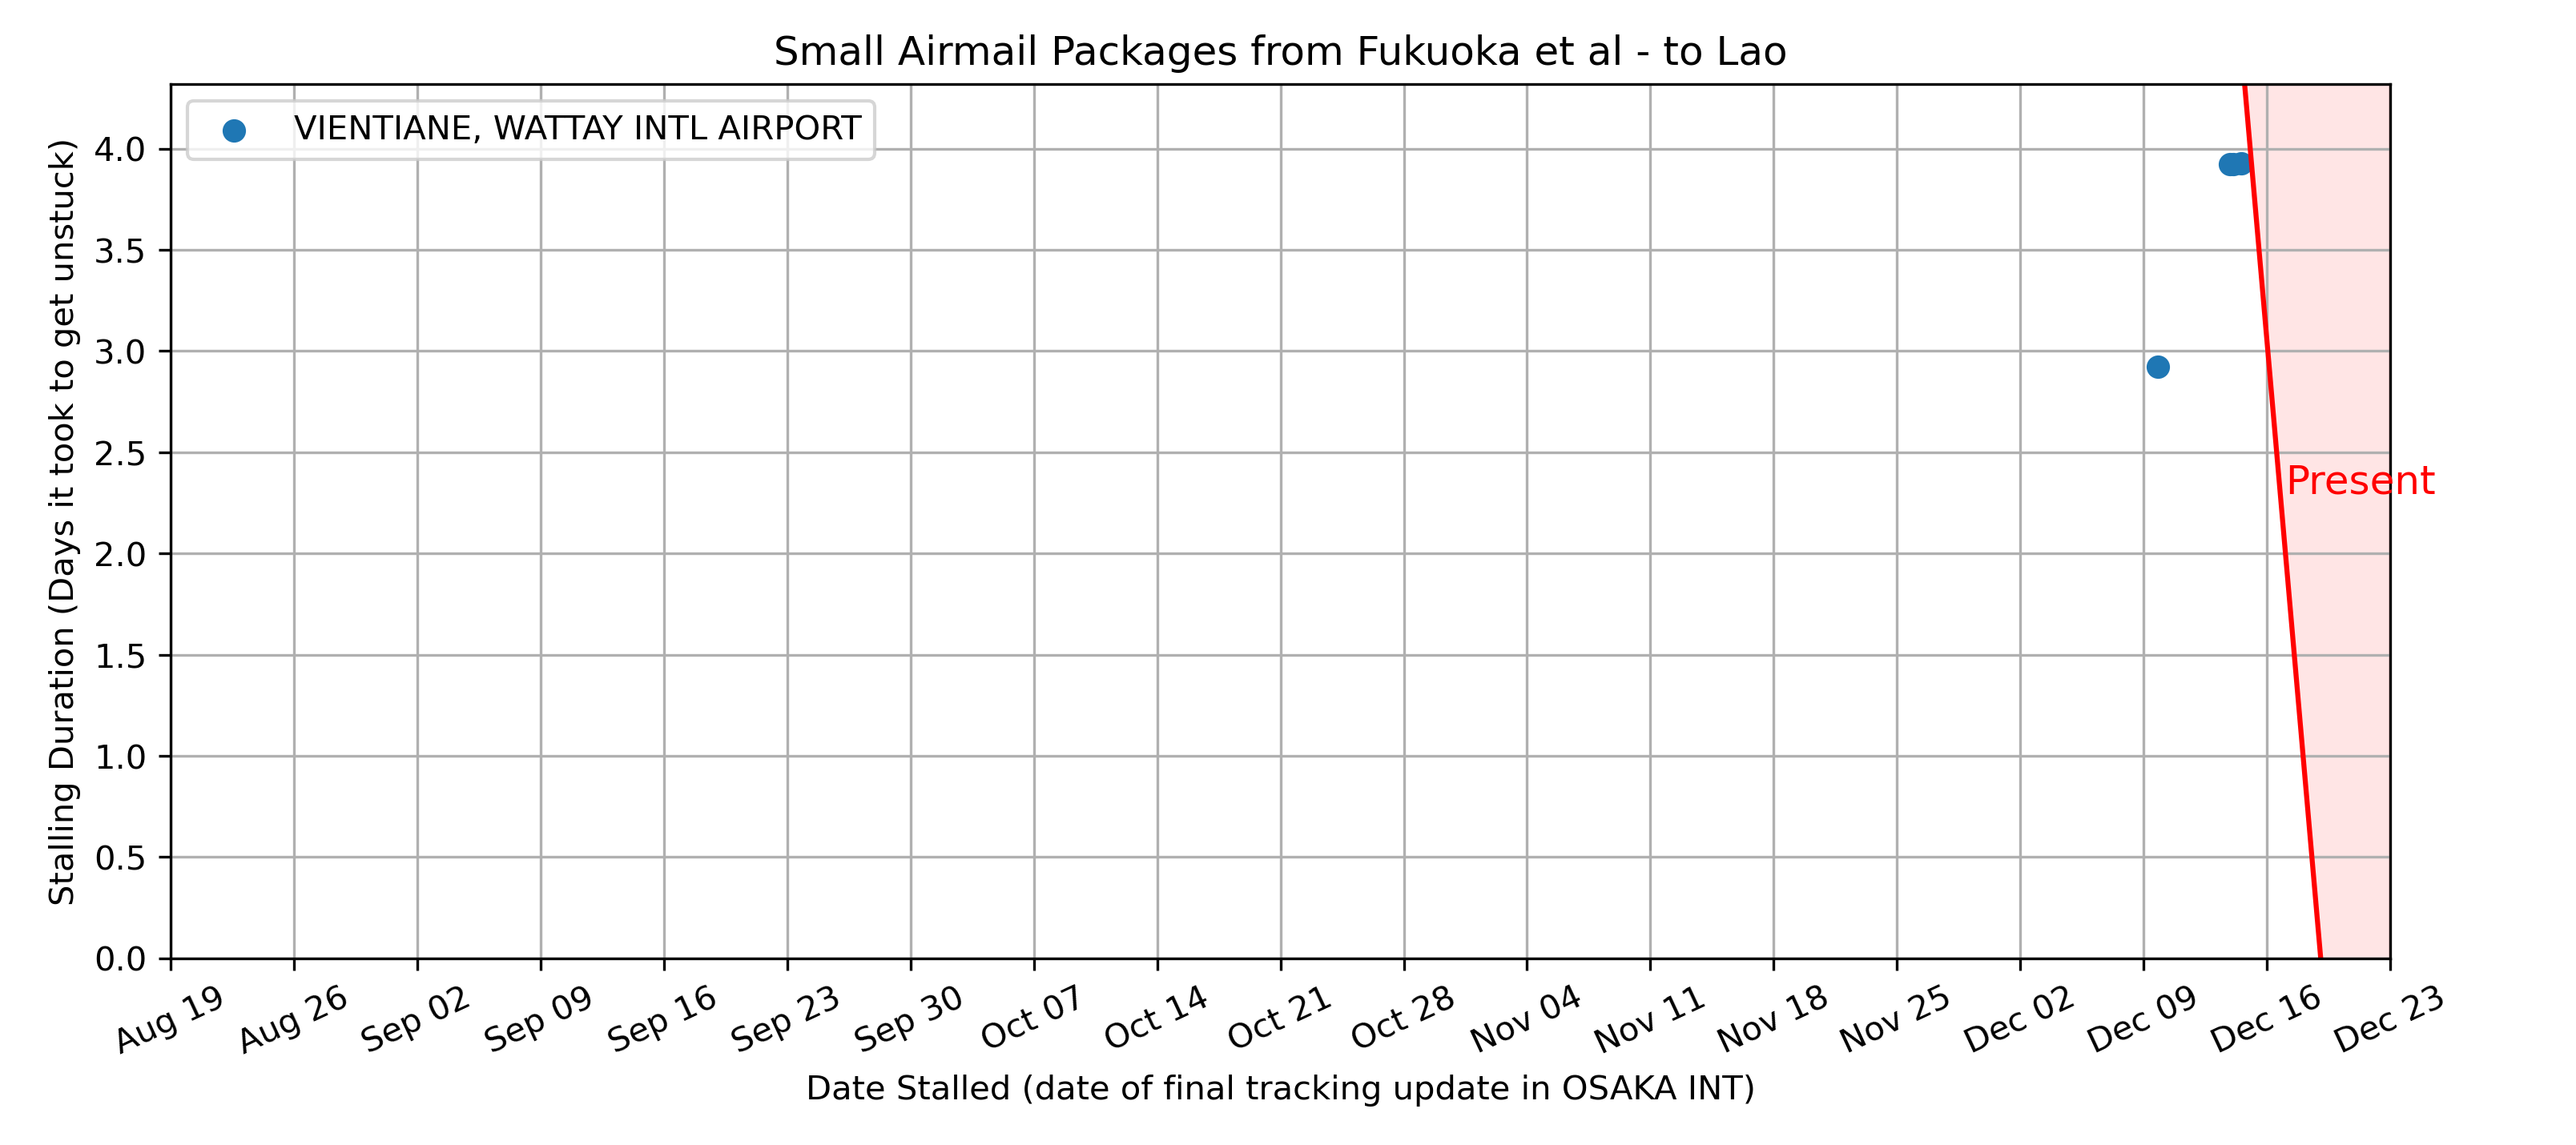 Small Airmail Packages from Fukuoka et al - to Lao
VIENTIANE, WATTAY INTL AIRPORT
Stalling Duration (Days it took to get unstuck)
4.0
3.5
3.0
2.5
2.0
1.5
1.0
0.5
0.0
Present
Aug 19
Aug 26
Sep 02
Sep 09
Sep 16
Sep 23
Sep 30
Oct 07
Oct 14
Oct 21
Oct 28
Nov 04
Nov 11
Nov 18
Nov 25
Dec 02
Dec 09
Dec 16
Dec 23
Date Stalled (date of final tracking update in OSAKA INT)